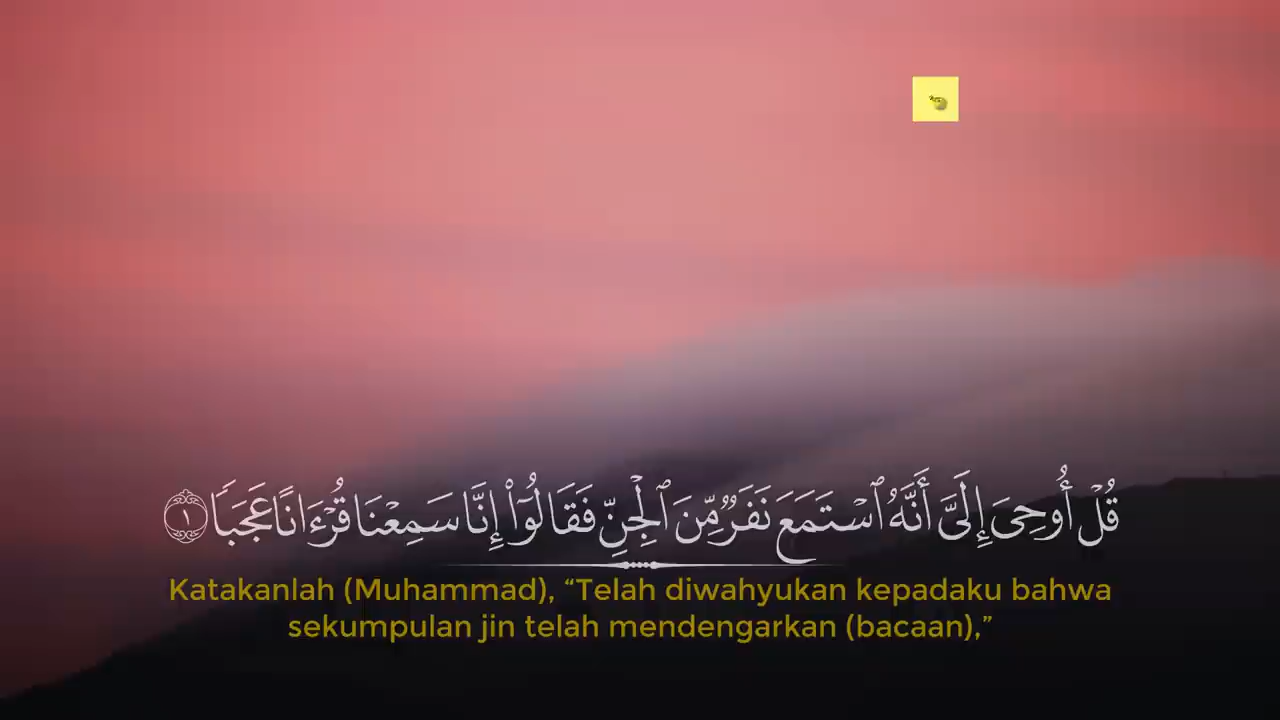 قُلْ أُوحِىَ إِلَىَّ أَنَّهُ ٱسْتَمَعَ نَفَرٌ مِّنَ ٱلْجِنِّ فَقَالُوٓا۟ إِنَّا سَمِعْنَا قُرْءَانًا عَجَبًا ١
Katakanlah (Muhammad), “Telah diwahyukan kepadaku bahwa
sekumpulan jin telah mendengarkan (bacaan),”